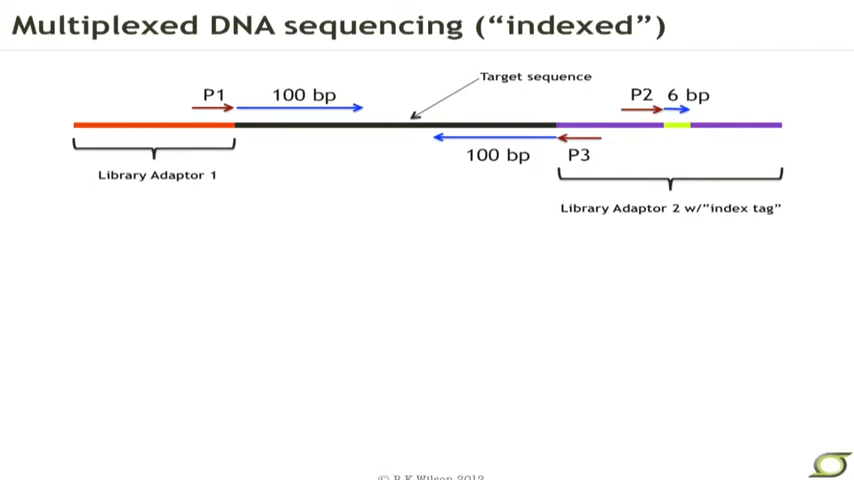 Multiplexed DNA sequencing (“indexed”)
Target sequence
P1 100 bp
P2 6 bp
100 bp P3
Library Adaptor 1
Library Adaptor 2 w/”index tag”
© R K Wilson 2012